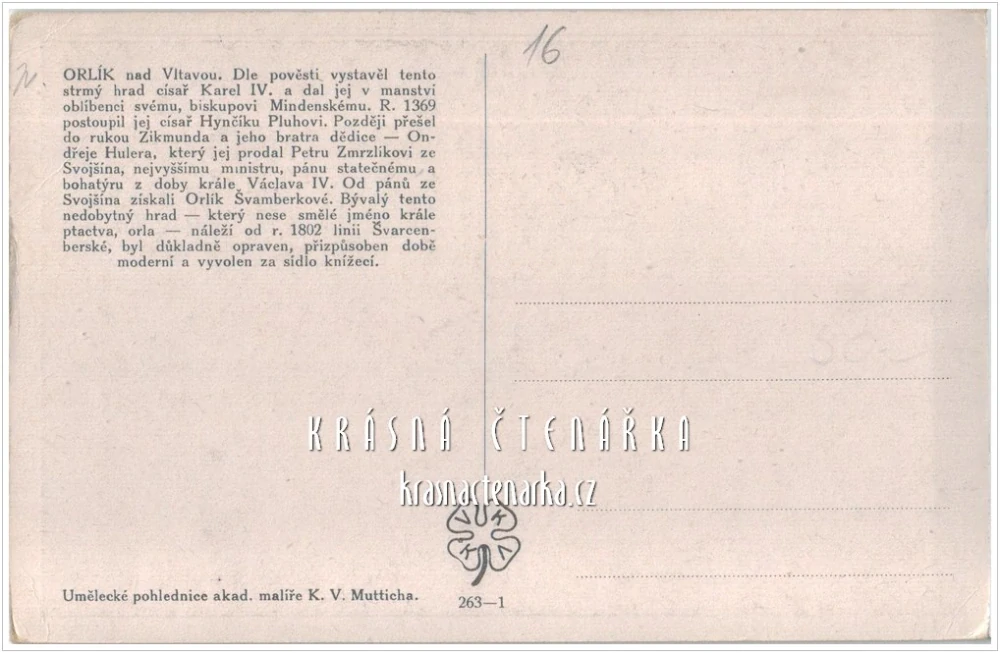 16
ORLÍK nad Vltavou. Dle pověsti vystavěl tento
strmý hrad císař Karel IV. a dal jej v manství
oblíbenci svému, biskupovi Mindenskému. R. 1369
postoupil jej císař Hynčíku Pluhovi. Později přešel
do rukou Zikmunda a jeho bratra dědice — On-
dřeje Hulera, který jej prodal Petru Zmrzlíkovi ze
Svojšína, nejvyššímu ministru, pánu statečnému a
bohatýru z doby krále Václava IV. Od pánů ze
Svojšína získali Orlík Švamberkové. Bývalý tento
nedobytný hrad — který nese smělé jméno krále
ptactva, orla — náleží od r. 1802 linii Švarcen-
berské, byl důkladně opraven, přizpůsoben době
moderní a vyvolen za sídlo knížecí.
KRÁSNÁ ČTENÁŘKA
krasnactenarka.cz
V K
K V
Umělecké pohlednice akad. malíře K. V. Mutticha.
263—1